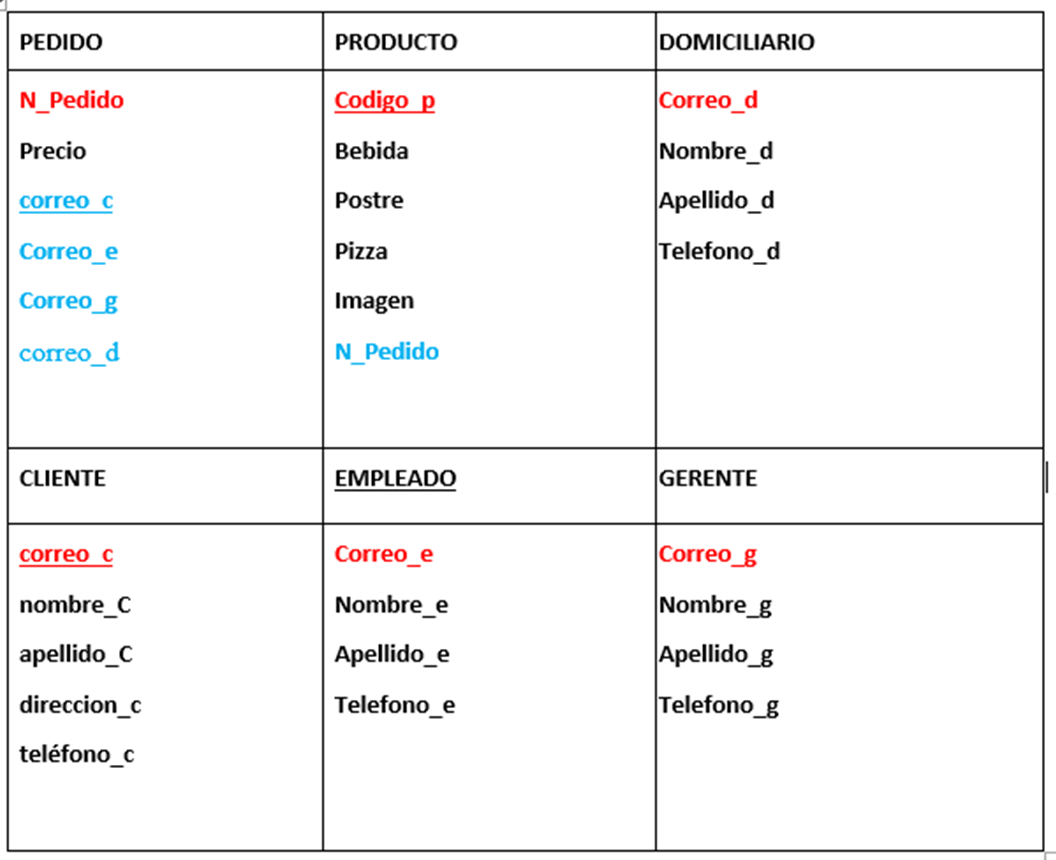 PEDIDO
PRODUCTO
DOMICILIARIO
N_Pedido
Precio
correo_c
Correo_e
Correo_g
correo_d
Codigo_p
Bebida
Postre
Pizza
Imagen
N_Pedido
Correo_d
Nombre_d
Apellido_d
Telefono_d
CLIENTE
EMPLEADO
GERENTE
correo_c
nombre_C
apellido_C
direccion_c
teléfono_c
Correo_e
Nombre_e
Apellido_e
Telefono_e
Correo_g
Nombre_g
Apellido_g
Telefono_g